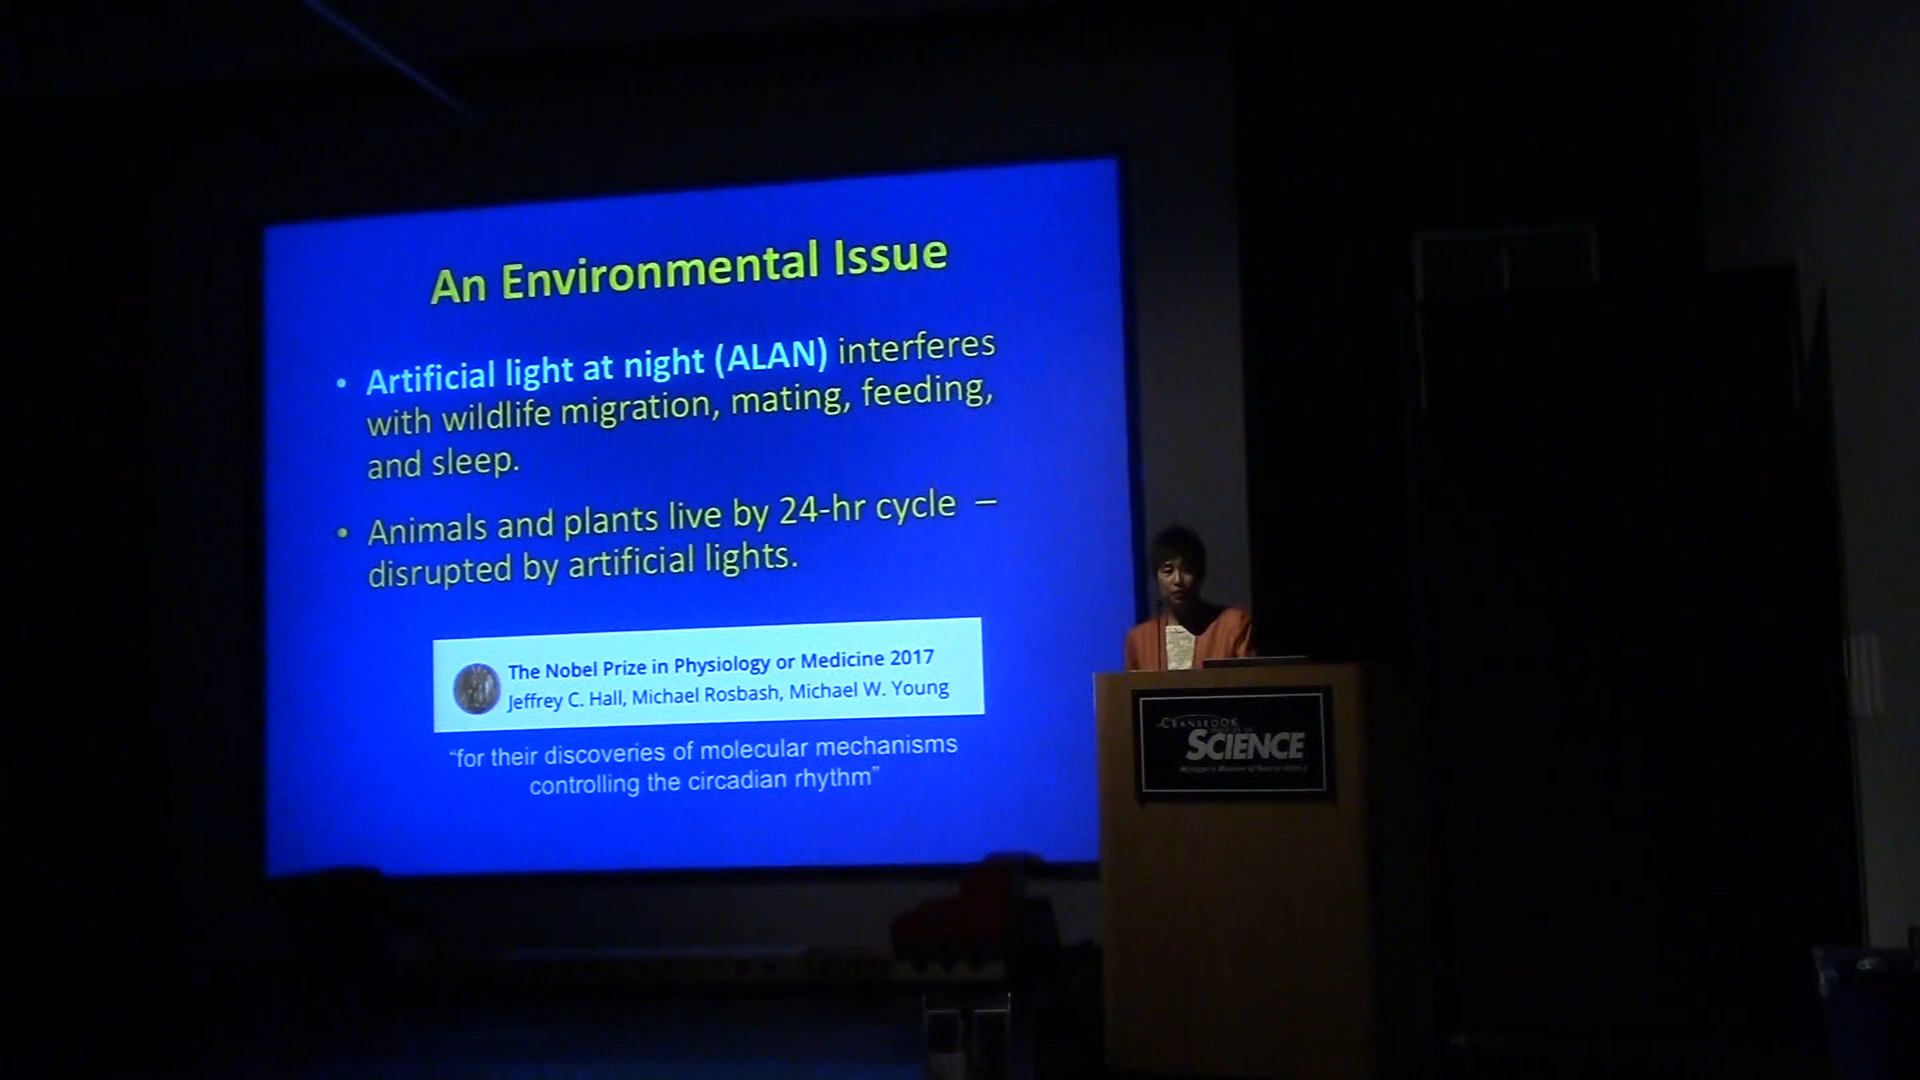 An Environmental Issue
• Artificial light at night (ALAN) interferes
with wildlife migration, mating, feeding,
and sleep.
• Animals and plants live by 24-hr cycle –
disrupted by artificial lights.
The Nobel Prize in Physiology or Medicine 2017
Jeffrey C. Hall, Michael Rosbash, Michael W. Young
“for their discoveries of molecular mechanisms
controlling the circadian rhythm”
CRANBROOK
SCIENCE